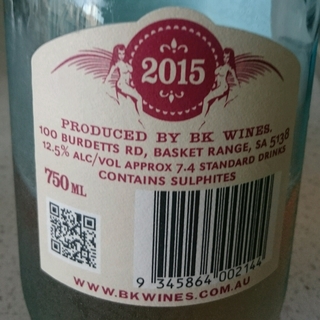 2015
PRODUCED BY BK WINES.
100 BURDETTS RD, BASKET RANGE, SA 5138
12.5% ALC/VOL APPROX 7.4 STANDARD DRINKS
CONTAINS SULPHITES
750 ML
9 345864 002144
WWW.BKWINES.COM.AU